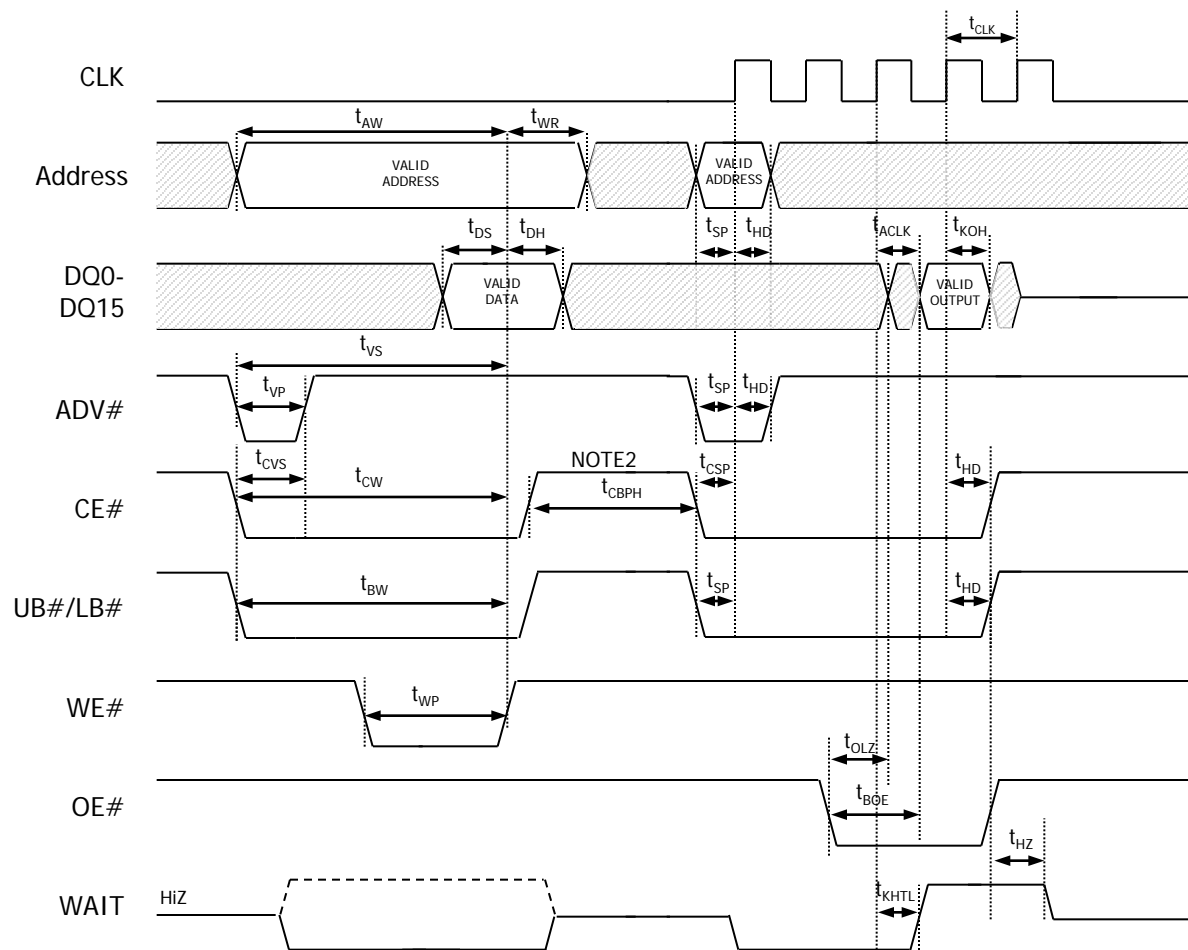 tCLK
CLK
tAW
tWR
Address
VALID
ADDRESS
VALID
ADDRESS
tDS
tDH
tSP
tHD
tACLK
tKOH
DQ0-
DQ15
VALID
DATA
VALID
OUTPUT
tVS
ADV#
tVP
tSP
tHD
tCVS
tCW
NOTE2
tCBPH
tCSP
tHD
CE#
UB#/LB#
tBW
tSP
tHD
WE#
tWP
tOLZ
OE#
tBOE
tHZ
WAIT
HiZ
tKHTL